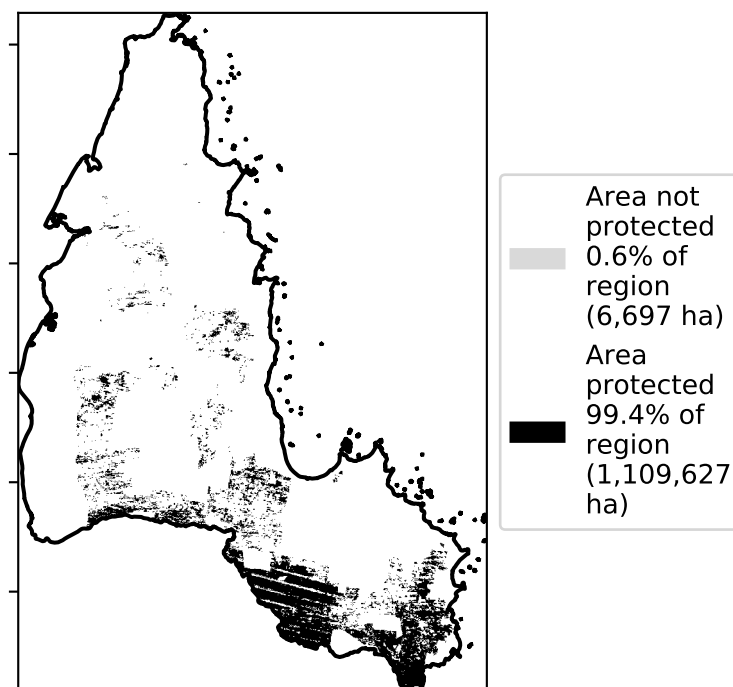 Area not
protected
0.6% of
region
(6,697 ha)
Area
protected
99.4% of
region
(1,109,627
ha)